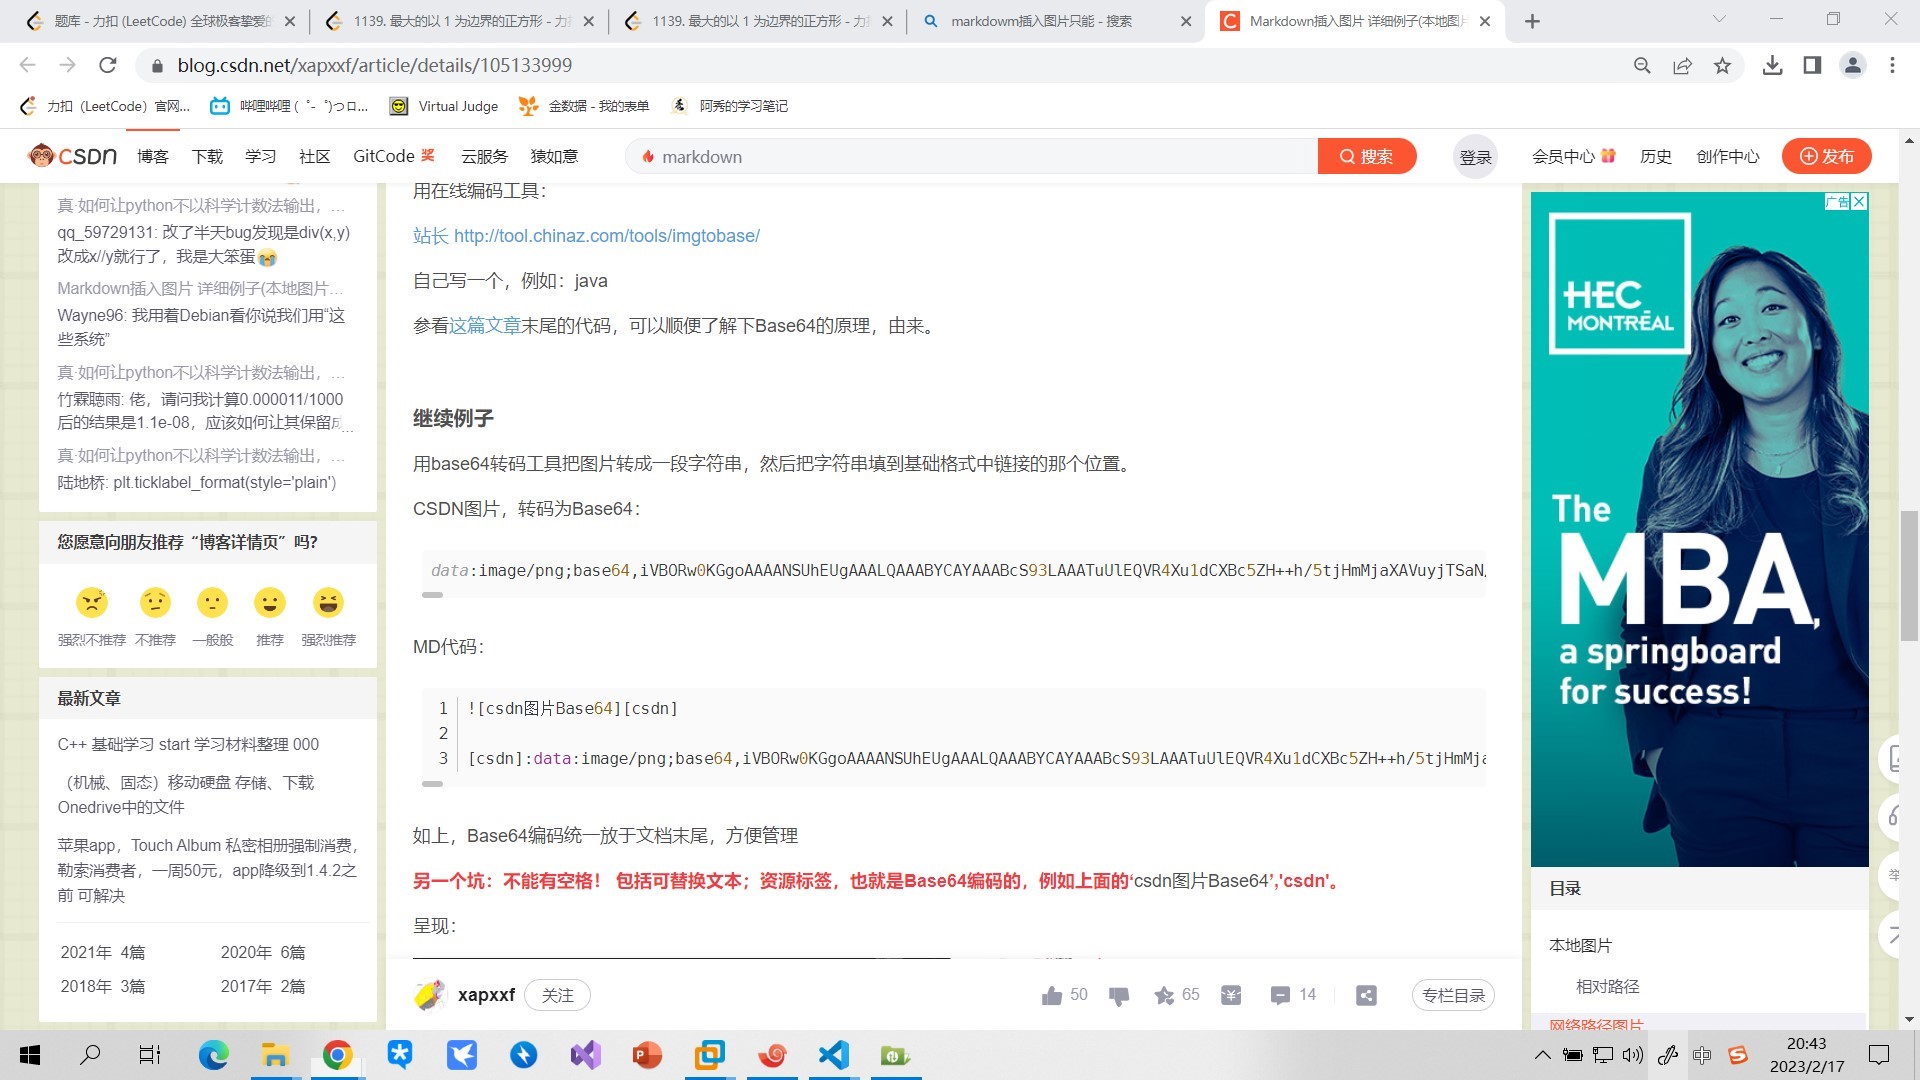 题库 - 力扣 (LeetCode) 全球极客挚爱的
1139. 最大的以 1 为边界的正方形 - 力扣
1139. 最大的以 1 为边界的正方形 - 力扣
markdowm插入图片只能 - 搜索
Markdown插入图片 详细例子(本地图片
blog.csdn.net/xapxxf/article/details/105133999
力扣（LeetCode）官网...
哔哩哔哩 (゜-゜)つロ...
Virtual Judge
金数据 - 我的表单
阿秀的学习笔记
CSDN
博客
下载
学习
社区
GitCode 奖
云服务
猿如意
markdown
搜索
登录
会员中心
历史
创作中心
发布
真·如何让python不以科学计数法输出，...
qq_59729131: 改了半天bug发现是div(x,y)
改成x//y就行了，我是大笨蛋😭
Markdown插入图片 详细例子(本地图片...
Wayne96: 我用着Debian看你说我们用“这
些系统”
真·如何让python不以科学计数法输出，...
竹霖聴雨: 佬，请问我计算0.000011/1000
后的结果是1.1e-08，应该如何让其保留成...
真·如何让python不以科学计数法输出，...
陆地桥: plt.ticklabel_format(style='plain')
您愿意向朋友推荐“博客详情页”吗?
强烈不推荐
不推荐
一般般
推荐
强烈推荐
最新文章
C++ 基础学习 start 学习材料整理 000
（机械、固态）移动硬盘 存储、下载
Onedrive中的文件
苹果app，Touch Album 私密相册强制消费，
勒索消费者，一周50元，app降级到1.4.2之
前 可解决
2021年 4篇
2020年 6篇
2018年 3篇
2017年 2篇
用在线编码工具：
站长 http://tool.chinaz.com/tools/imgtobase/
自己写一个，例如：java
参看这篇文章末尾的代码，可以顺便了解下Base64的原理，由来。
继续例子
用base64转码工具把图片转成一段字符串，然后把字符串填到基础格式中链接的那个位置。
CSDN图片，转码为Base64：
data:image/png;base64,iVBORw0KGgoAAAANSUhEUgAAALQAAABYCAYAAABcS93LAAATuUlEQVR4Xu1dCXBc5ZH++h/5tjHmMjaXAVuyjTSaN
MD代码：
1 ![csdn图片Base64][csdn]
2
3 [csdn]:data:image/png;base64,iVBORw0KGgoAAAANSUhEUgAAALQAAABYCAYAAABcS93LAAATuUlEQVR4Xu1dCXBc5ZH++h/5tjHmMja
如上，Base64编码统一放于文档末尾，方便管理
另一个坑：不能有空格！ 包括可替换文本；资源标签，也就是Base64编码的，例如上面的‘csdn图片Base64’,'csdn'。
呈现：
xapxxf
关注
50
65
14
专栏目录
广告
HEC
MONTRÉAL
The
MBA,
a springboard
for success!
目录
本地图片
相对路径
网络路径图片
举
中
20:43
2023/2/17